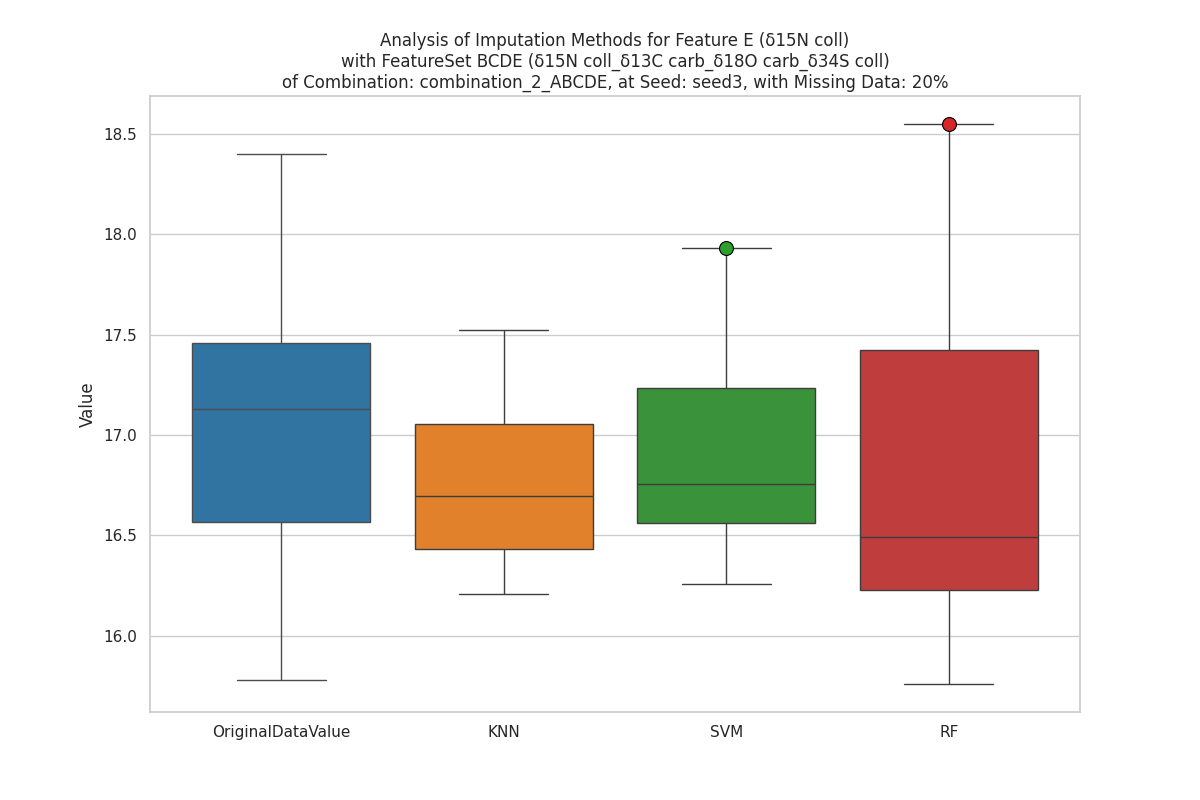 Analysis of Imputation Methods for Feature E (δ15N coll)
with FeatureSet BCDE (δ15N coll_δ13C carb_δ18O carb_δ34S coll)
of Combination: combination_2_ABCDE, at Seed: seed3, with Missing Data: 20%
18.5
18.0
17.5
17.0
16.5
16.0
Value
OriginalDataValue
KNN
SVM
RF